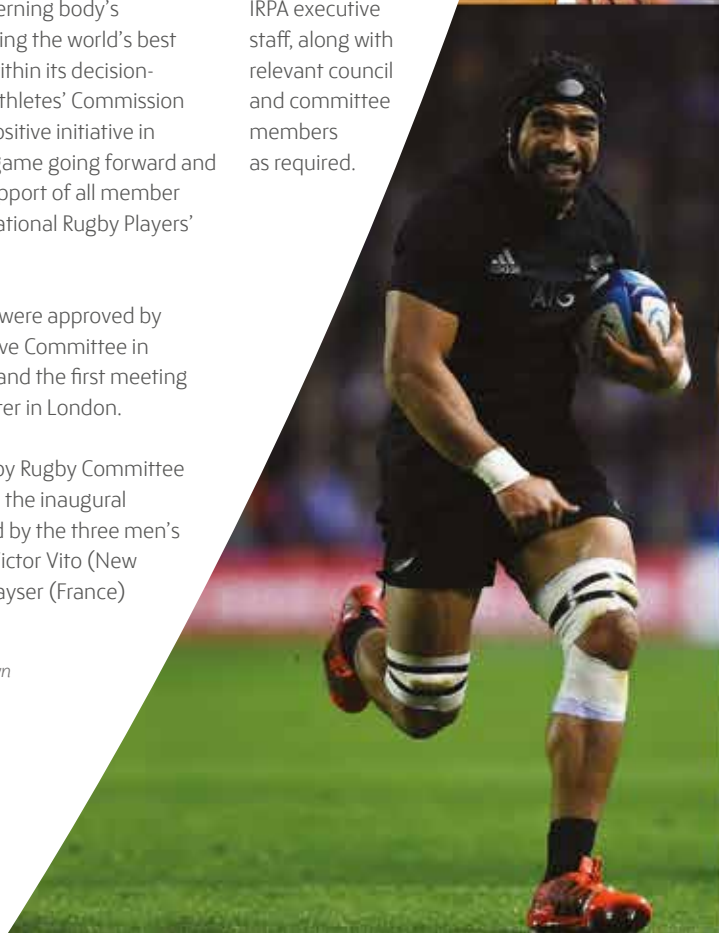 erning body's
ing the world's best
ithin its decision-
thletes' Commission
ositive initiative in
game going forward and
pport of all member
ational Rugby Players'
were approved by
ve Committee in
and the first meeting
er in London.
by Rugby Committee
the inaugural
d by the three men's
ictor Vito (New
ayser (France)
vn
IRPA executive
staff, along with
relevant council
and committee
members
as required.
adidas
AIG